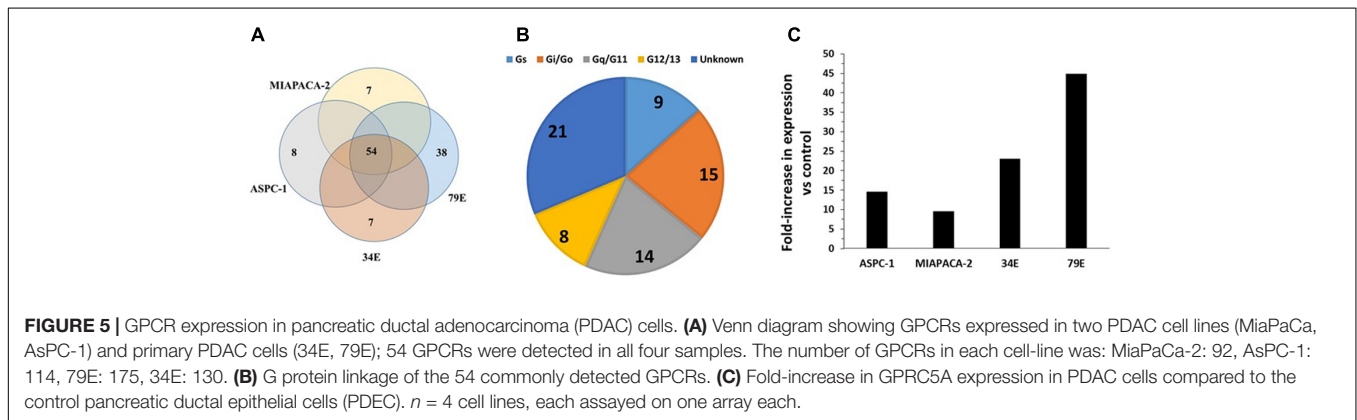 A
MIAPACA-2
7
8
54
38
ASPC-1
79E
7
34E
B
Gs Gi/Go Gq/G11 G12/13 Unknown
9
21
15
8
14
C
Fold-increase in expression
vs control
50
45
40
35
30
25
20
15
10
5
0
ASPC-1 MIAPACA-2 34E 79E
FIGURE 5 | GPCR expression in pancreatic ductal adenocarcinoma (PDAC) cells. (A) Venn diagram showing GPCRs expressed in two PDAC cell lines (MiaPaCa,
AsPC-1) and primary PDAC cells (34E, 79E); 54 GPCRs were detected in all four samples. The number of GPCRs in each cell-line was: MiaPaCa-2: 92, AsPC-1:
114, 79E: 175, 34E: 130. (B) G protein linkage of the 54 commonly detected GPCRs. (C) Fold-increase in GPRC5A expression in PDAC cells compared to the
control pancreatic ductal epithelial cells (PDEC). n = 4 cell lines, each assayed on one array each.